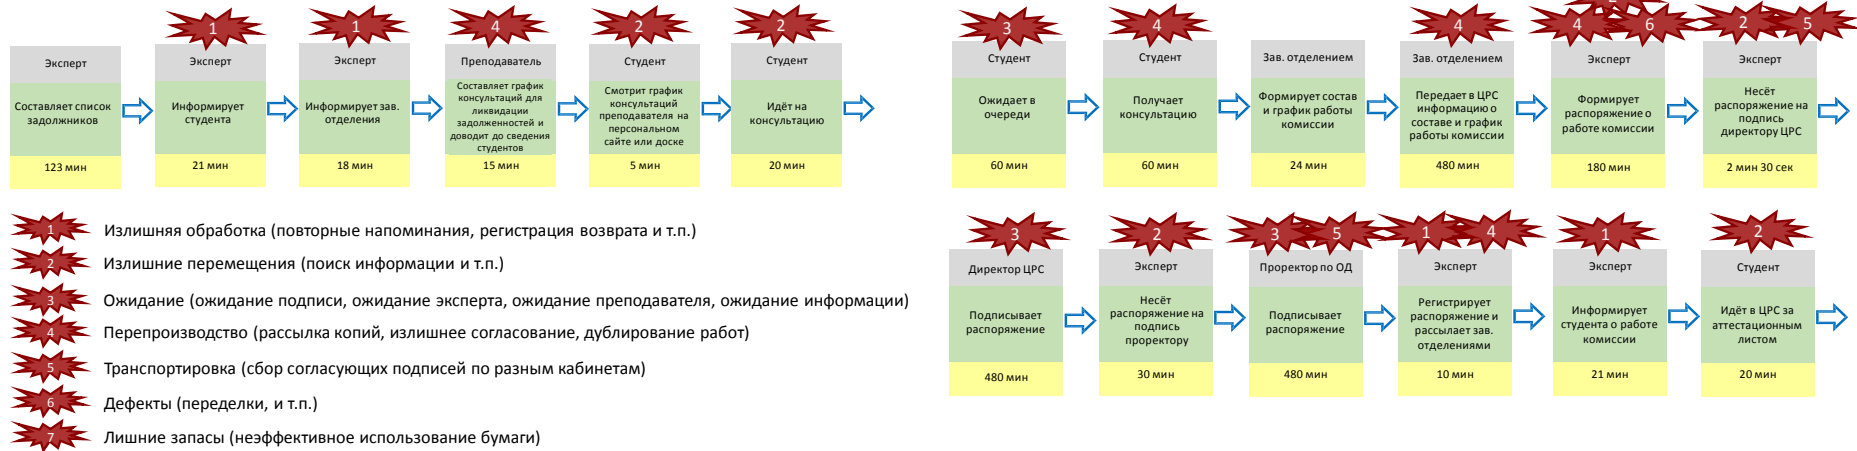 1
Эксперт
Составляет список
задолжников
123 мин
Эксперт
Информирует
студента
21 мин
1
Эксперт
Информирует зав.
отделения
18 мин
4
Преподаватель
Составляет график
консультаций для
ликвидации
задолженностей и
доводит до сведения
студентов
15 мин
2
Студент
Смотрит график
консультаций
преподавателя на
персональном
сайте или доске
5 мин
2
Студент
Идёт на
консультацию
20 мин
3
Студент
Ожидает в
очереди
60 мин
4
Студент
Получает
консультацию
60 мин
Зав. отделением
Формирует состав
и график работы
комиссии
24 мин
4
Зав. отделением
Передает в ЦРС
информацию о
составе и график
работы комиссии
480 мин
4
6
Эксперт
Формирует
распоряжение о
работе комиссии
180 мин
2
5
Эксперт
Несёт
распоряжение на
подпись
директору ЦРС
2 мин 30 сек
1
Излишняя обработка (повторные напоминания, регистрация возврата и т.п.)
2
Излишние перемещения (поиск информации и т.п.)
3
Ожидание (ожидание подписи, ожидание эксперта, ожидание преподавателя, ожидание информации)
4
Перепроизводство (рассылка копий, излишнее согласование, дублирование работ)
5
Транспортировка (сбор согласующих подписей по разным кабинетам)
6
Дефекты (переделки, и т.п.)
7
Лишние запасы (неэффективное использование бумаги)
3
Директор ЦРС
Подписывает
распоряжение
480 мин
2
Эксперт
Несёт
распоряжение на
подпись
проректору
30 мин
3
5
Проректор по ОД
Подписывает
распоряжение
480 мин
1
4
Эксперт
Регистрирует
распоряжение и
рассылает зав.
отделениями
10 мин
1
Эксперт
Информирует
студента о работе
комиссии
21 мин
2
Студент
Идёт в ЦРС за
аттестационным
листом
20 мин